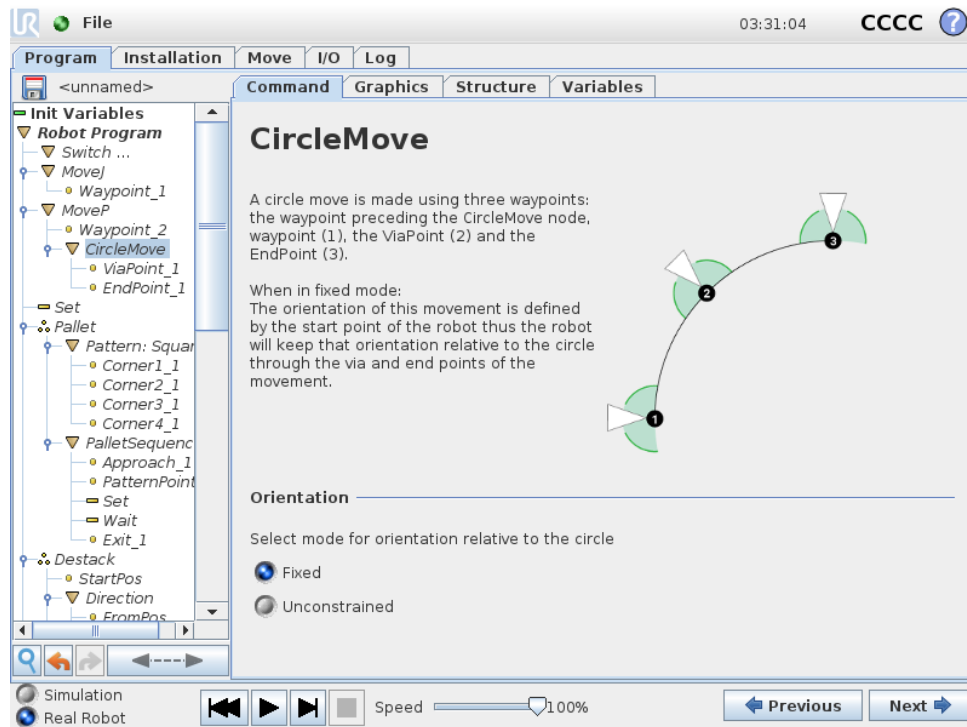 UR File 03:31:04 CCCC ?
Program Installation Move I/O Log
<unnamed> Command Graphics Structure Variables
Init Variables
Robot Program
Switch ...
MoveJ
Waypoint_1
MoveP
Waypoint_2
CircleMove
ViaPoint_1
EndPoint_1
Set
Pallet
Pattern: Squar
Corner1_1
Corner2_1
Corner3_1
Corner4_1
PalletSequenc
Approach_1
PatternPoint
Set
Wait
Exit_1
Destack
StartPos
Direction
FromPos
CircleMove
A circle move is made using three waypoints:
the waypoint preceding the CircleMove node,
waypoint (1), the ViaPoint (2) and the
EndPoint (3).
When in fixed mode:
The orientation of this movement is defined
by the start point of the robot thus the robot
will keep that orientation relative to the circle
through the via and end points of the
movement.
3
2
1
Orientation
Select mode for orientation relative to the circle
Fixed
Unconstrained
Simulation
Real Robot
Speed 100%
Previous Next